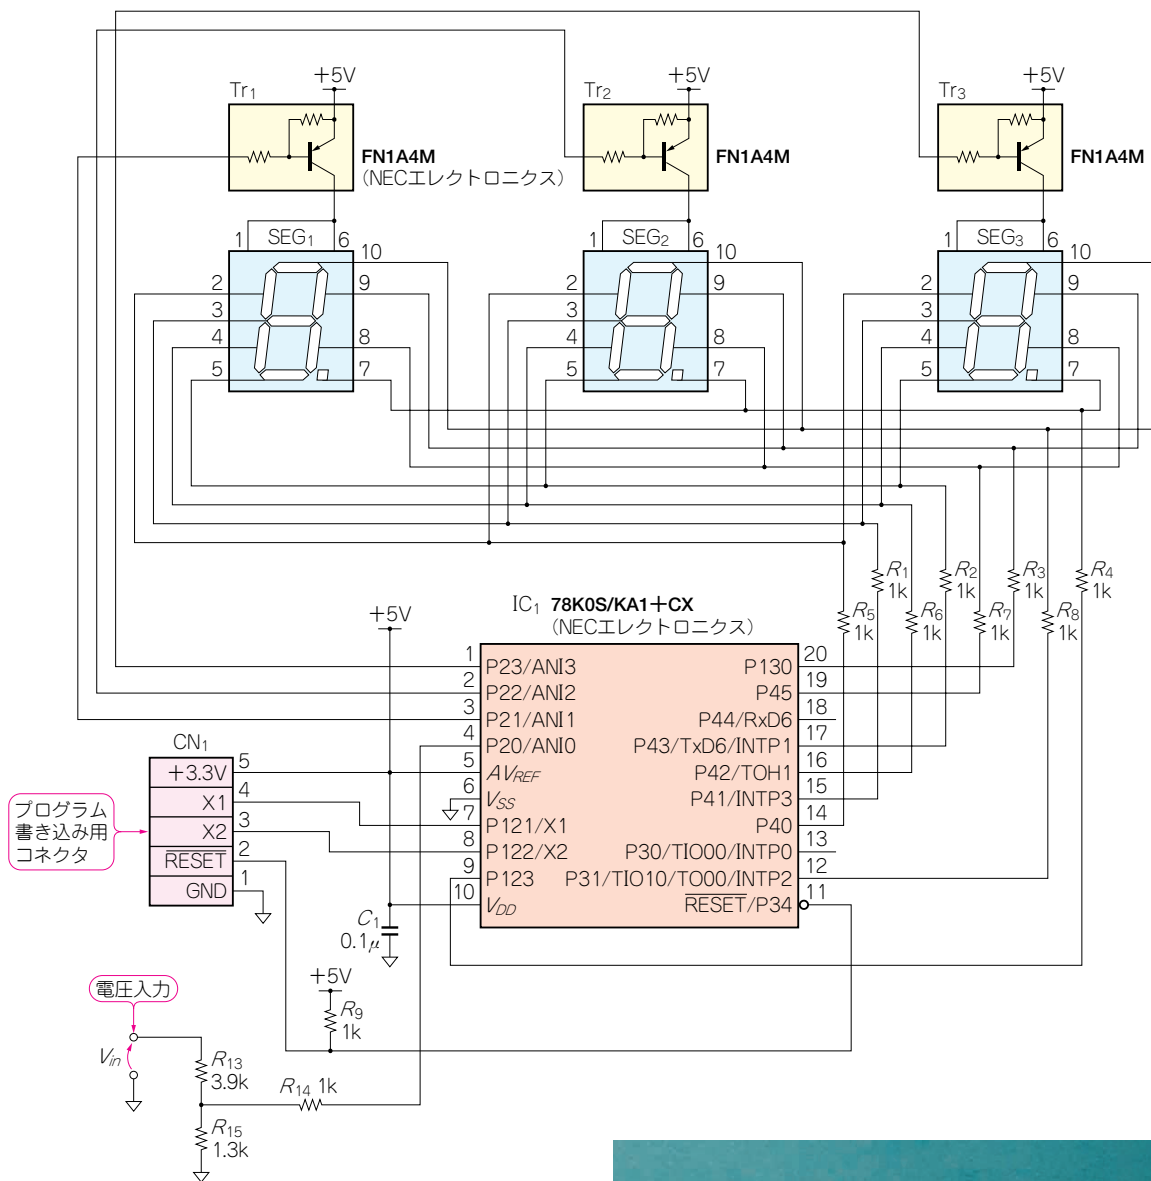 +5V
Tr1
FN1A4M
(NECエレクトロニクス)
+5V
Tr2
FN1A4M
+5V
Tr3
FN1A4M
1
SEG1
6
10
2
9
3
4
8
5
7
1
SEG2
6
10
2
9
3
4
8
5
7
1
SEG3
6
10
2
9
3
4
8
5
7
R1
1k
R2
1k
R3
1k
R4
1k
R5
1k
R6
1k
R7
1k
R8
1k
IC1 78K0S/KA1+CX
(NECエレクトロニクス)
+5V
1
P23/ANI3
2
P22/ANI2
3
P21/ANI1
4
P20/ANI0
5
AVREF
6
VSS
7
P121/X1
8
P122/X2
9
P123
10
VDD
P130
20
P45
19
P44/RxD6
18
P43/TxD6/INTP1
17
P42/TOH1
16
P41/INTP3
15
P40
14
P30/TIO00/INTP0
13
P31/TIO10/TO00/INTP2
12
RESET/P34
11
CN1
+3.3V
5
X1
4
X2
3
RESET
2
GND
1
プログラム
書き込み用
コネクタ
C1
0.1μ
+5V
R9
1k
電圧入力
Vin
R13
3.9k
R14 1k
R15
1.3k